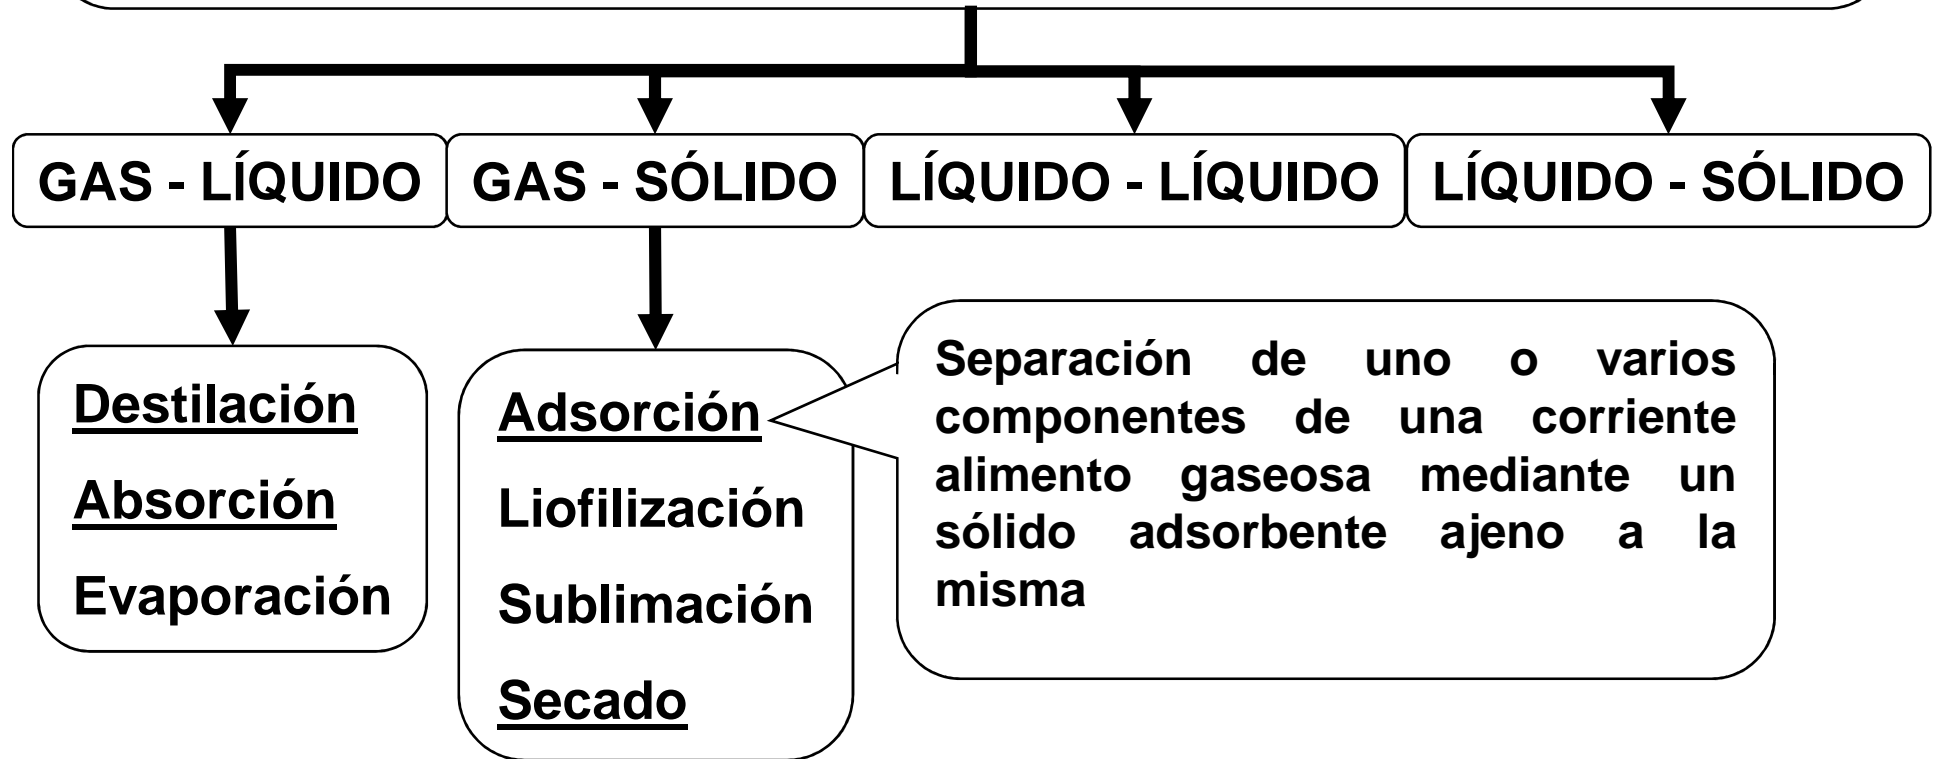 GAS - LÍQUIDO
GAS - SÓLIDO
LÍQUIDO - LÍQUIDO
LÍQUIDO - SÓLIDO
Destilación
Absorción
Evaporación
Adsorción
Liofilización
Sublimación
Secado
Separación de uno o varios
componentes de una corriente
alimento gaseosa mediante un
sólido adsorbente ajeno a la
misma